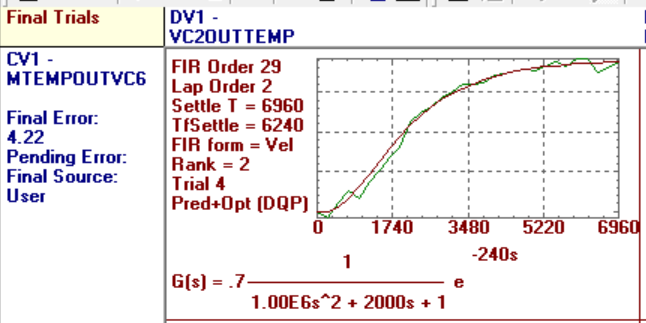 Final Trials
DV1 -
VC2OUTTEMP
CV1 -
MTEMPOUTVC6
Final Error:
4.22
Pending Error:
Final Source:
User
FIR Order 29
Lap Order 2
Settle T = 6960
TfSettle = 6240
FIR form = Vel
Rank = 2
Trial 4
Pred+Opt (DQP)
0 1740 3480 5220 6960
-240s
1
G(s) = .7 e
1.00E6s^2 + 2000s + 1